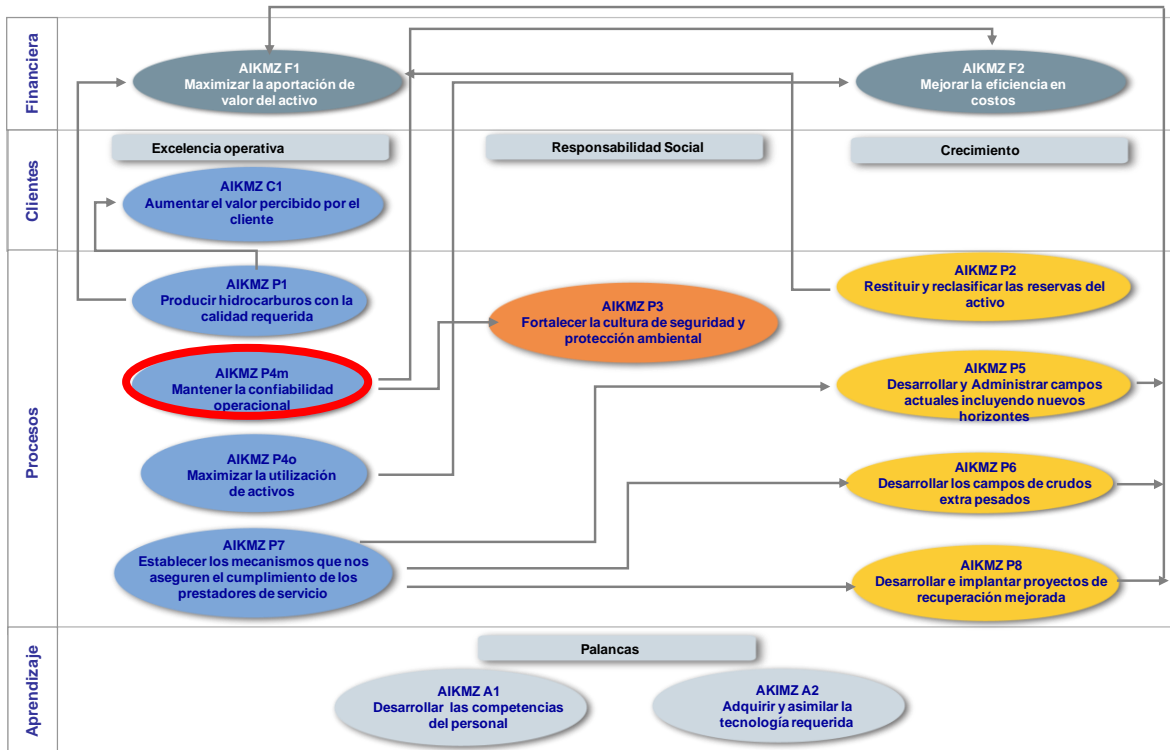 Financiera
AIKMZ F1
Maximizar la aportación de
valor del activo
AIKMZ F2
Mejorar la eficiencia en
costos
Clientes
Excelencia operativa
Responsabilidad Social
Crecimiento
AIKMZ C1
Aumentar el valor percibido por el
cliente
Procesos
AIKMZ P1
Producir hidrocarburos con la
calidad requerida
AIKMZ P2
Restituir y reclasificar las reservas del
activo
AIKMZ P3
Fortalecer la cultura de seguridad y
protección ambiental
AIKMZ P4m
Mantener la confiabilidad
operacional
AIKMZ P5
Desarrollar y Administrar campos
actuales incluyendo nuevos
horizontes
AIKMZ P4o
Maximizar la utilización
de activos
AIKMZ P6
Desarrollar los campos de crudos
extra pesados
AIKMZ P7
Establecer los mecanismos que nos
aseguren el cumplimiento de los
prestadores de servicio
AIKMZ P8
Desarrollar e implantar proyectos de
recuperación mejorada
Aprendizaje
Palancas
AIKMZ A1
Desarrollar las competencias
del personal
AKIMZ A2
Adquirir y asimilar la
tecnología requerida